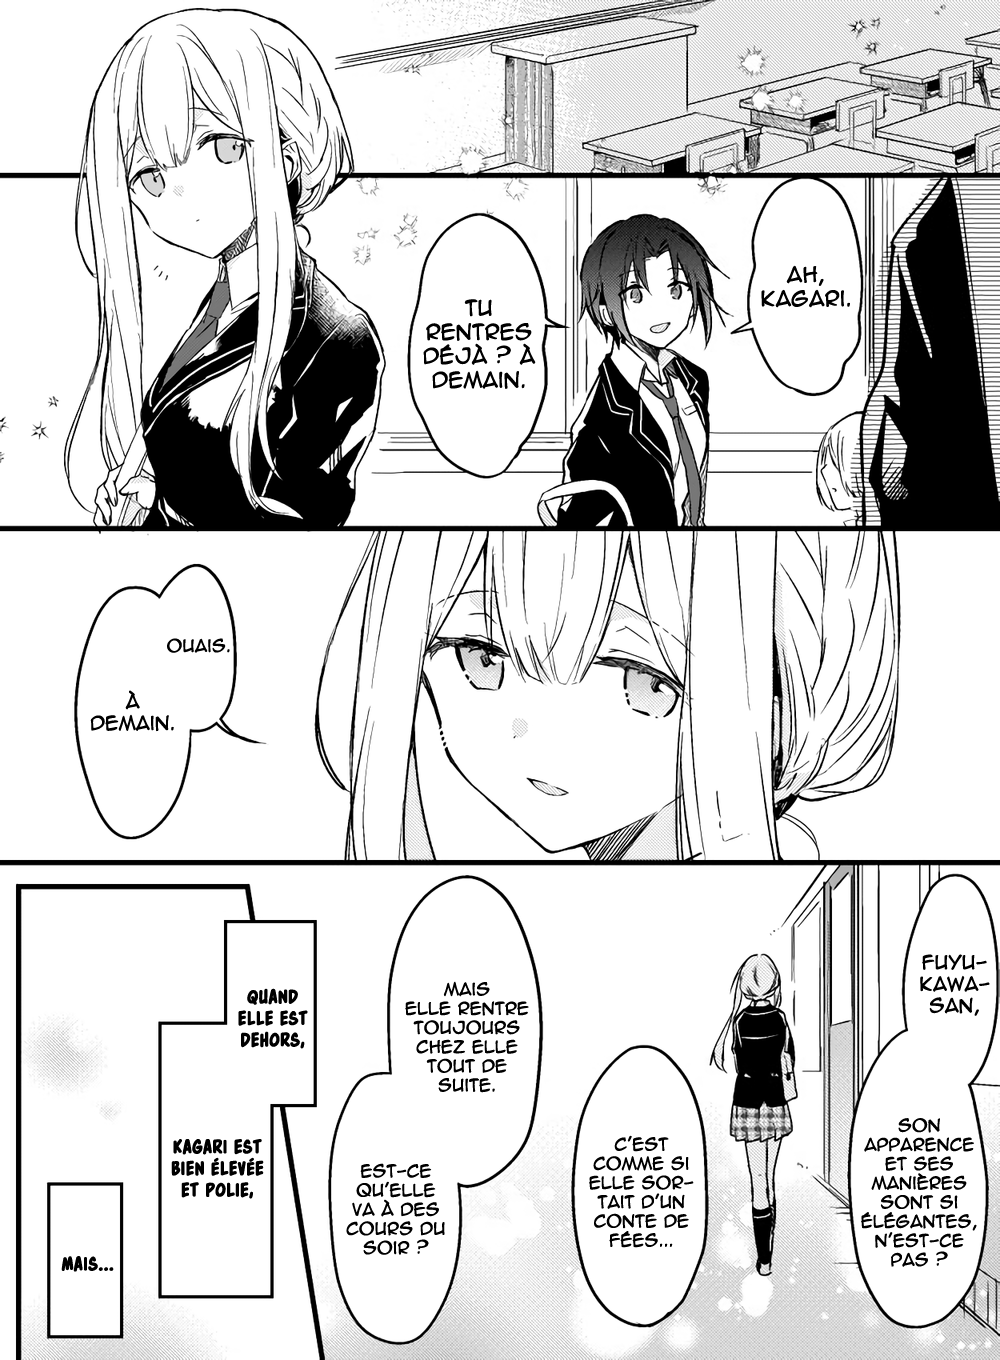 AH,
KAGARI.
TU
RENTRES
DÉJÀ ? À
DEMAIN.
OUAIS.
À
DEMAIN.
FUYU-
KAWA-
SAN,
SON
APPARENCE
ET SES
MANIÈRES
SONT SI
ÉLÉGANTES,
N'EST-CE
PAS ?
C'EST
COMME SI
ELLE SOR-
TAIT D'UN
CONTE DE
FÉES...
MAIS
ELLE RENTRE
TOUJOURS
CHEZ ELLE
TOUT DE
SUITE.
EST-CE
QU'ELLE
VA À DES
COURS DU
SOIR ?
QUAND
ELLE EST
DEHORS,
KAGARI EST
BIEN ÉLEVÉE
ET POLIE,
MAIS...